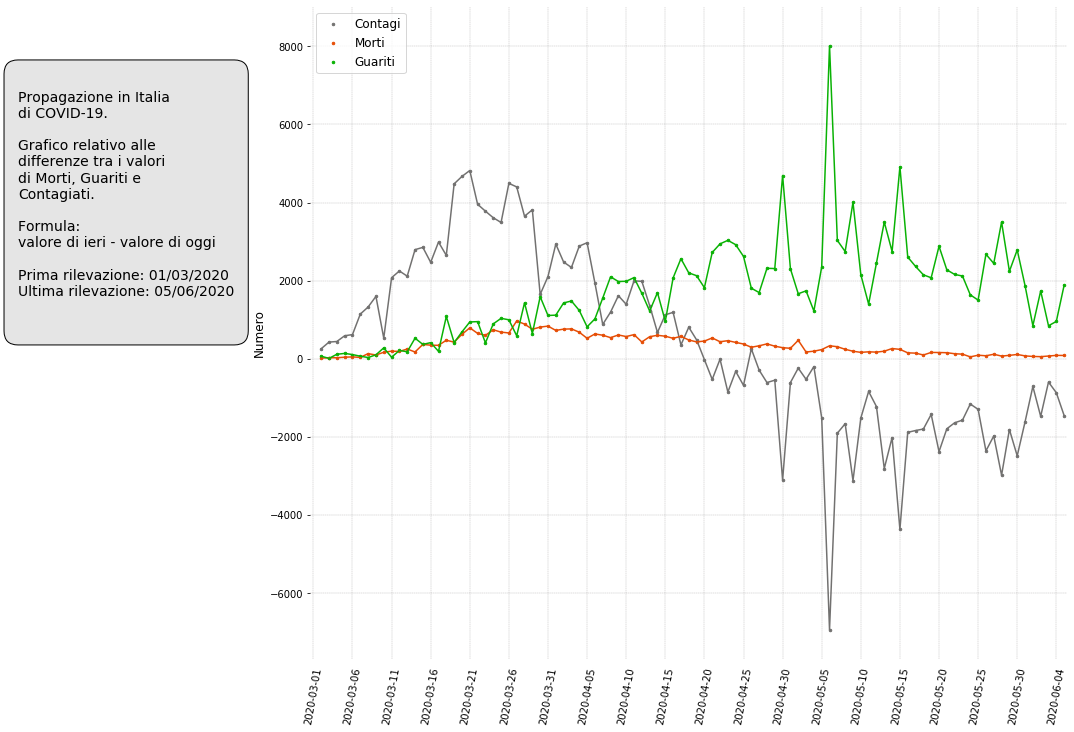 Propagazione in Italia
di COVID-19.
Grafico relativo alle
differenze tra i valori
di Morti, Guariti e
Contagiati.
Formula:
valore di ieri - valore di oggi
Prima rilevazione: 01/03/2020
Ultima rilevazione: 05/06/2020
Contagi
Morti
Guariti
Numero
8000
6000
4000
2000
0
−2000
−4000
−6000
2020-03-01
2020-03-06
2020-03-11
2020-03-16
2020-03-21
2020-03-26
2020-03-31
2020-04-05
2020-04-10
2020-04-15
2020-04-20
2020-04-25
2020-04-30
2020-05-05
2020-05-10
2020-05-15
2020-05-20
2020-05-25
2020-05-30
2020-06-04